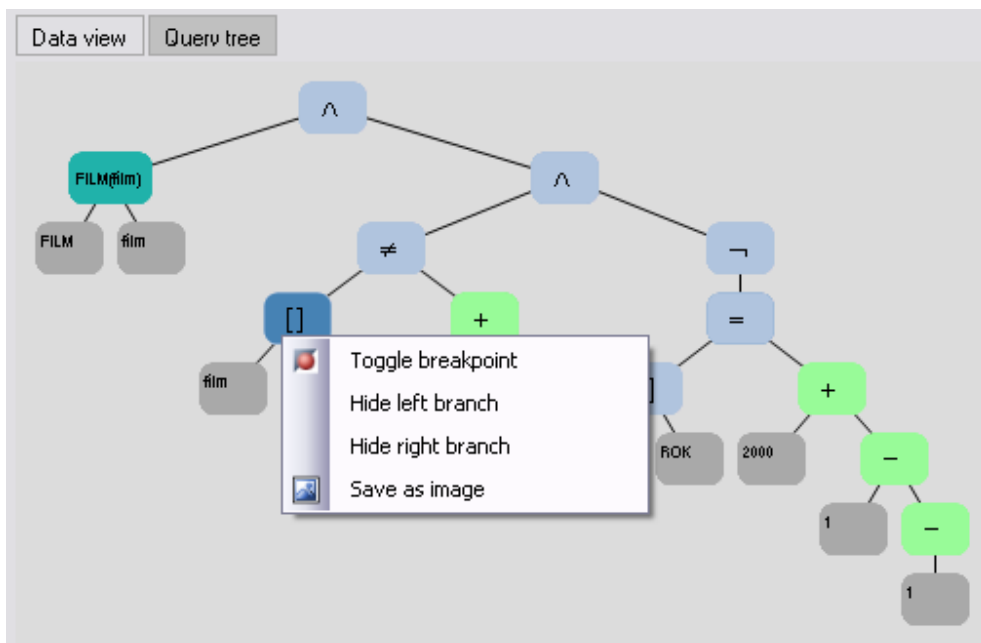 Data view
Query tree
∧
FILM(film)
∧
FILM
film
≠
¬
[]
+
=
Toggle breakpoint
film
Hide left branch
]
+
Hide right branch
ROK
2000
−
Save as image
1
−
1